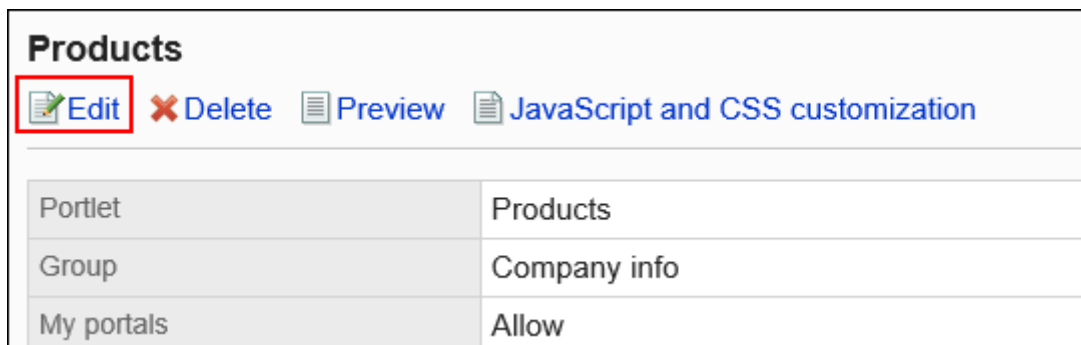 Products
Edit Delete Preview JavaScript and CSS customization
Portlet Products
Group Company info
My portals Allow